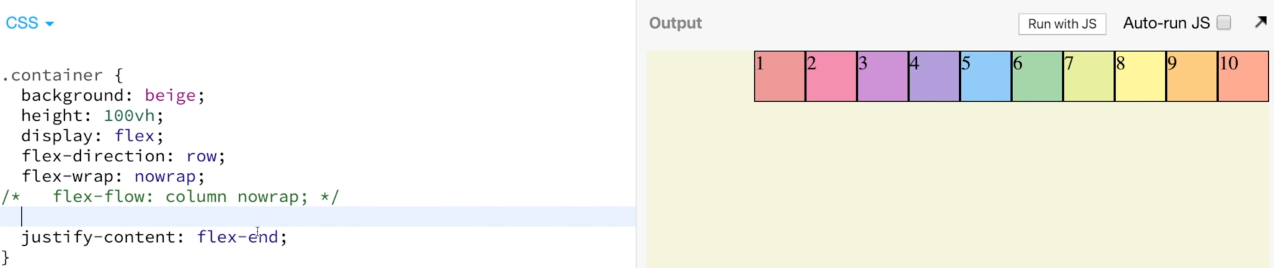 CSS
Output
Run with JS
Auto-run JS
.container {
  background: beige;
  height: 100vh;
  display: flex;
  flex-direction: row;
  flex-wrap: nowrap;
/*   flex-flow: column nowrap; */
  justify-content: flex-end;
}
1 2 3 4 5 6 7 8 9 10